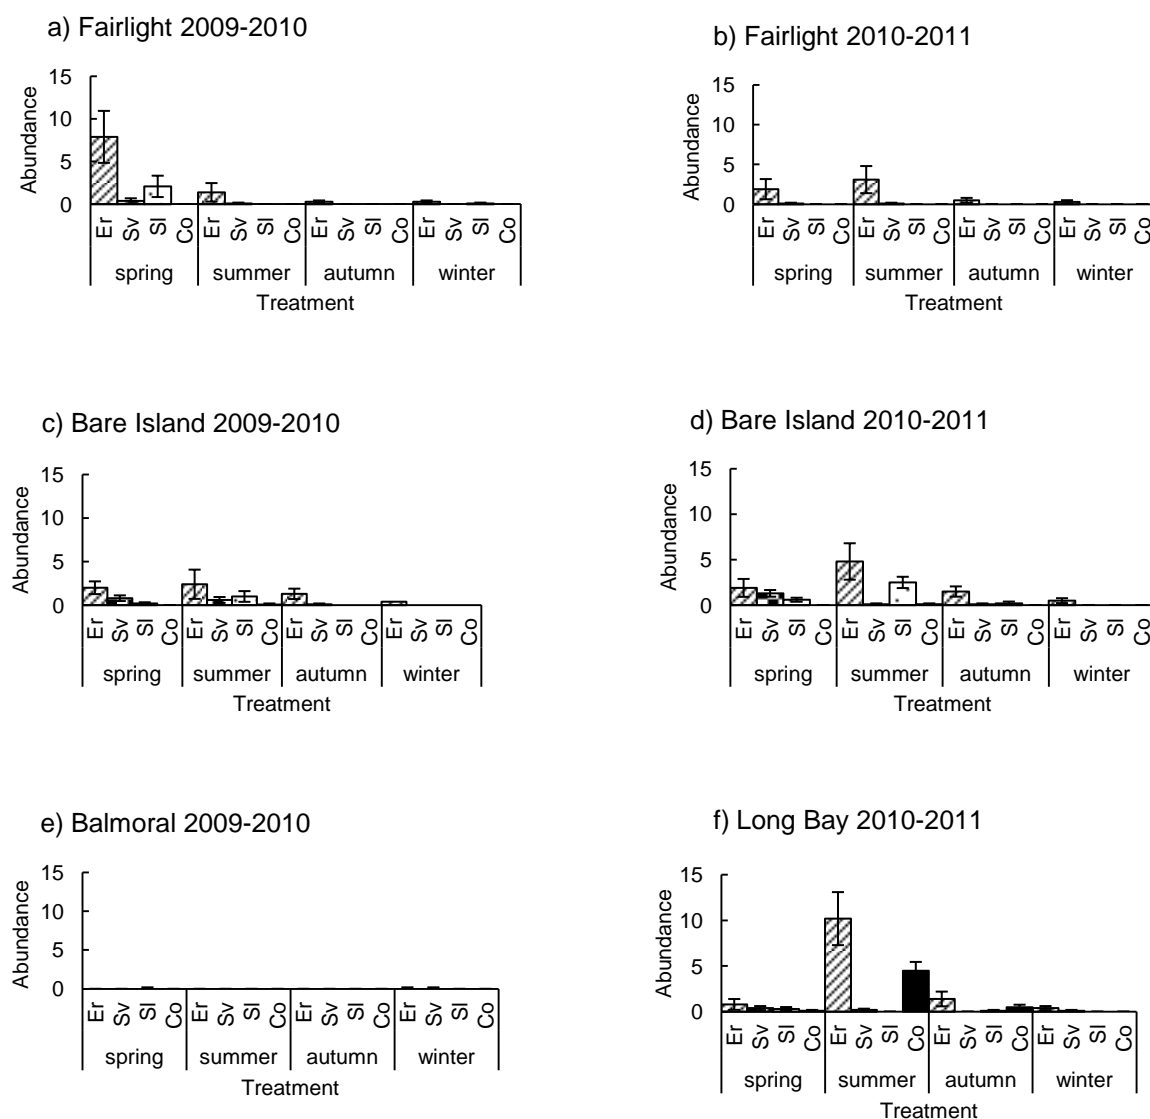 a) Fairlight 2009-2010
Abundance
15
10
5
0
Er Sv Sl Co Er Sv Sl Co Er Sv Sl Co Er Sv Sl Co
spring summer autumn winter
Treatment
b) Fairlight 2010-2011
Abundance
15
10
5
0
Er Sv Sl Co Er Sv Sl Co Er Sv Sl Co Er Sv Sl Co
spring summer autumn winter
Treatment
c) Bare Island 2009-2010
Abundance
15
10
5
0
Er Sv Sl Co Er Sv Sl Co Er Sv Sl Co Er Sv Sl Co
spring summer autumn winter
Treatment
d) Bare Island 2010-2011
Abundance
15
10
5
0
Er Sv Sl Co Er Sv Sl Co Er Sv Sl Co Er Sv Sl Co
spring summer autumn winter
Treatment
e) Balmoral 2009-2010
Abundance
15
10
5
0
Er Sv Sl Co Er Sv Sl Co Er Sv Sl Co Er Sv Sl Co
spring summer autumn winter
Treatment
f) Long Bay 2010-2011
Abundance
15
10
5
0
Er Sv Sl Co Er Sv Sl Co Er Sv Sl Co Er Sv Sl Co
spring summer autumn winter
Treatment